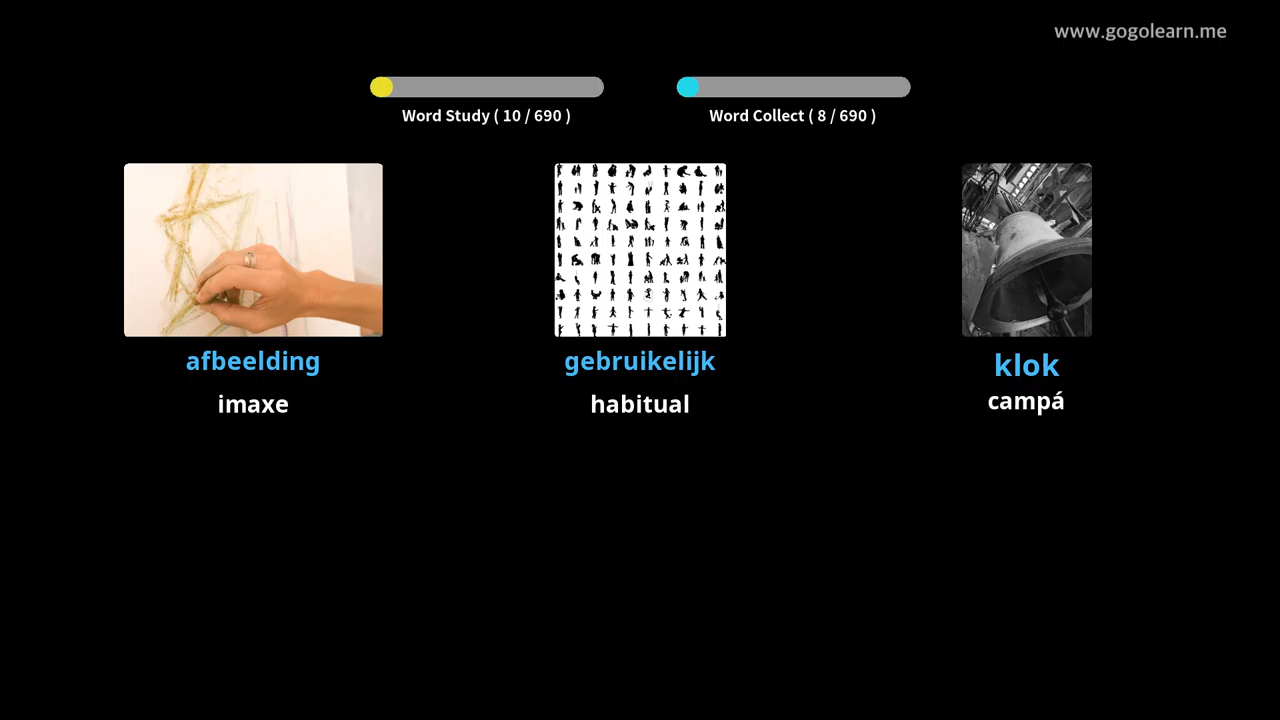 www.gogolearn.me
Word Study ( 10 / 690 )
Word Collect ( 8 / 690 )
afbeelding
imaxe
gebruikelijk
habitual
klok
campá